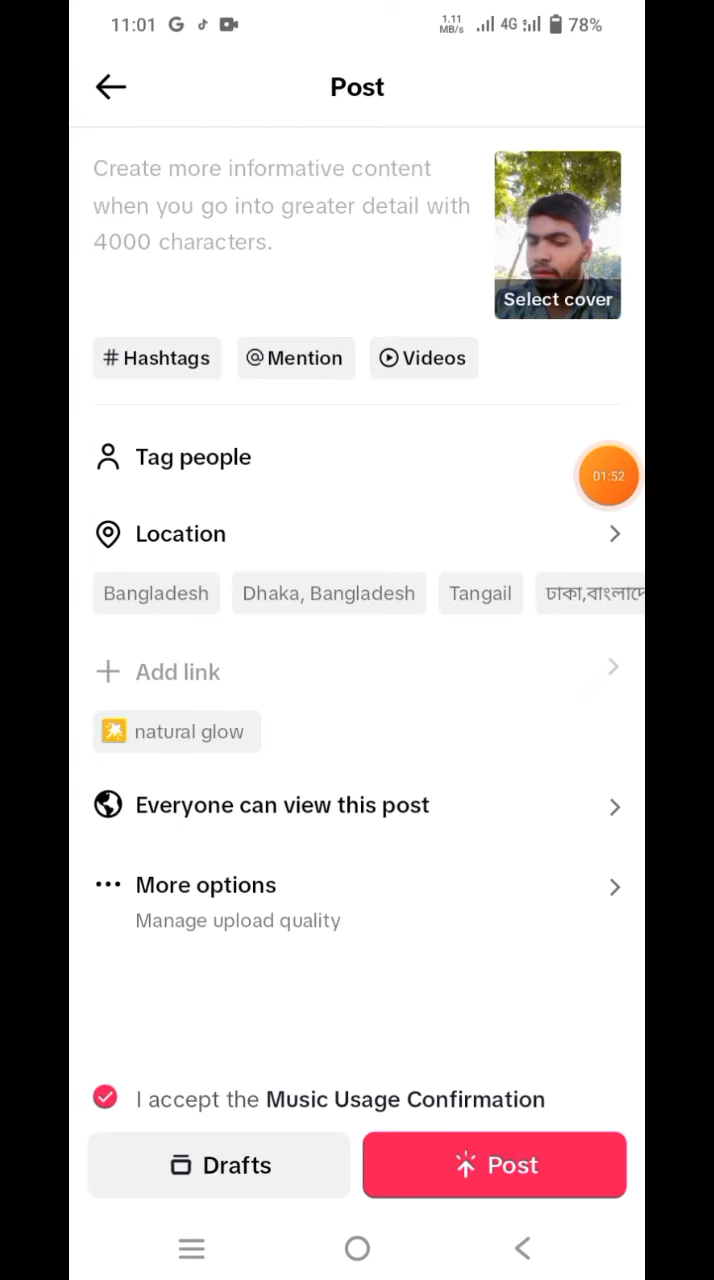 11:01
1.11
MB/s
4G
78%
Post
Create more informative content
when you go into greater detail with
4000 characters.
Select cover
# Hashtags
@ Mention
Videos
Tag people
01:52
Location
Bangladesh
Dhaka, Bangladesh
Tangail
ঢাকা,বাংলাদে
+ Add link
natural glow
Everyone can view this post
More options
Manage upload quality
I accept the Music Usage Confirmation
Drafts
Post